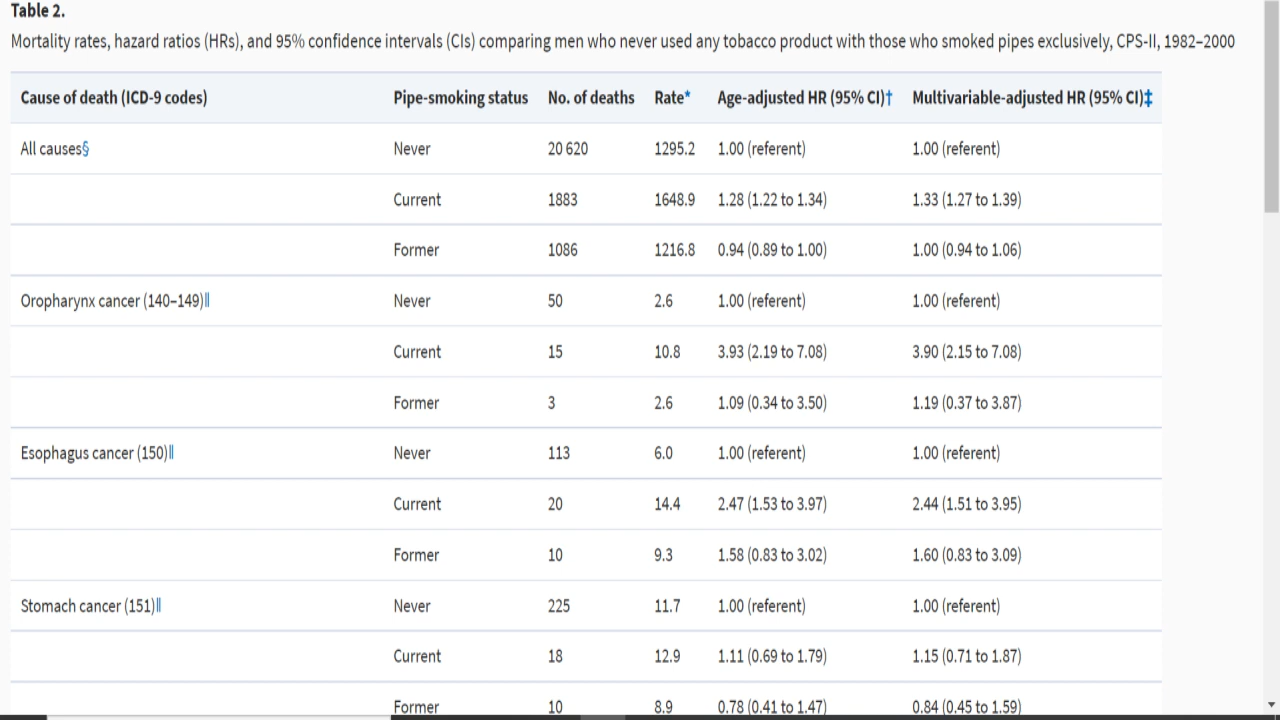 Table 2.
Mortality rates, hazard ratios (HRs), and 95% confidence intervals (CIs) comparing men who never used any tobacco product with those who smoked pipes exclusively, CPS-II, 1982–2000
Cause of death (ICD-9 codes) Pipe-smoking status No. of deaths Rate* Age-adjusted HR (95% CI)† Multivariable-adjusted HR (95% CI)‡
All causes§ Never 20 620 1295.2 1.00 (referent) 1.00 (referent)
Current 1883 1648.9 1.28 (1.22 to 1.34) 1.33 (1.27 to 1.39)
Former 1086 1216.8 0.94 (0.89 to 1.00) 1.00 (0.94 to 1.06)
Oropharynx cancer (140–149)‖ Never 50 2.6 1.00 (referent) 1.00 (referent)
Current 15 10.8 3.93 (2.19 to 7.08) 3.90 (2.15 to 7.08)
Former 3 2.6 1.09 (0.34 to 3.50) 1.19 (0.37 to 3.87)
Esophagus cancer (150)‖ Never 113 6.0 1.00 (referent) 1.00 (referent)
Current 20 14.4 2.47 (1.53 to 3.97) 2.44 (1.51 to 3.95)
Former 10 9.3 1.58 (0.83 to 3.02) 1.60 (0.83 to 3.09)
Stomach cancer (151)‖ Never 225 11.7 1.00 (referent) 1.00 (referent)
Current 18 12.9 1.11 (0.69 to 1.79) 1.15 (0.71 to 1.87)
Former 10 8.9 0.78 (0.41 to 1.47) 0.84 (0.45 to 1.59)